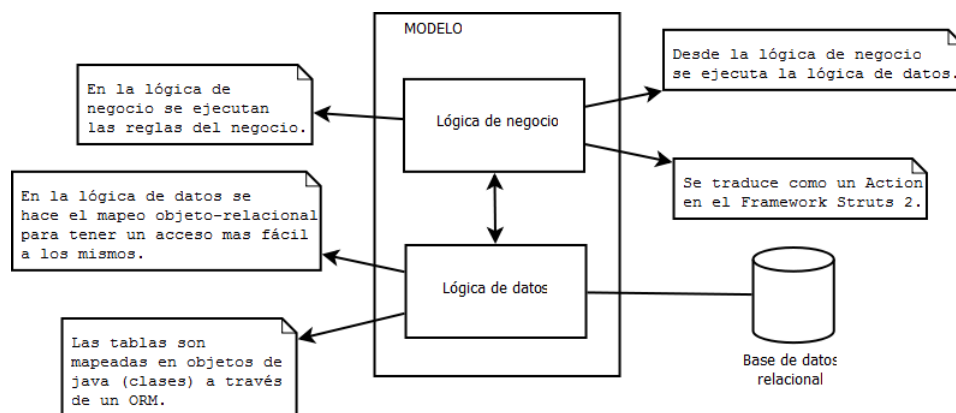 MODELO
Desde la lógica de negocio
se ejecuta la lógica de datos.
En la lógica de
negocio se ejecutan
las reglas del negocio.
Lógica de negocio
Se traduce como un Action
en el Framework Struts 2.
En la lógica de datos se
hace el mapeo objeto-relacional
para tener un acceso mas fácil
a los mismos.
Lógica de datos
Las tablas son
mapeadas en objetos de
java (clases) a través
de un ORM.
Base de datos
relacional